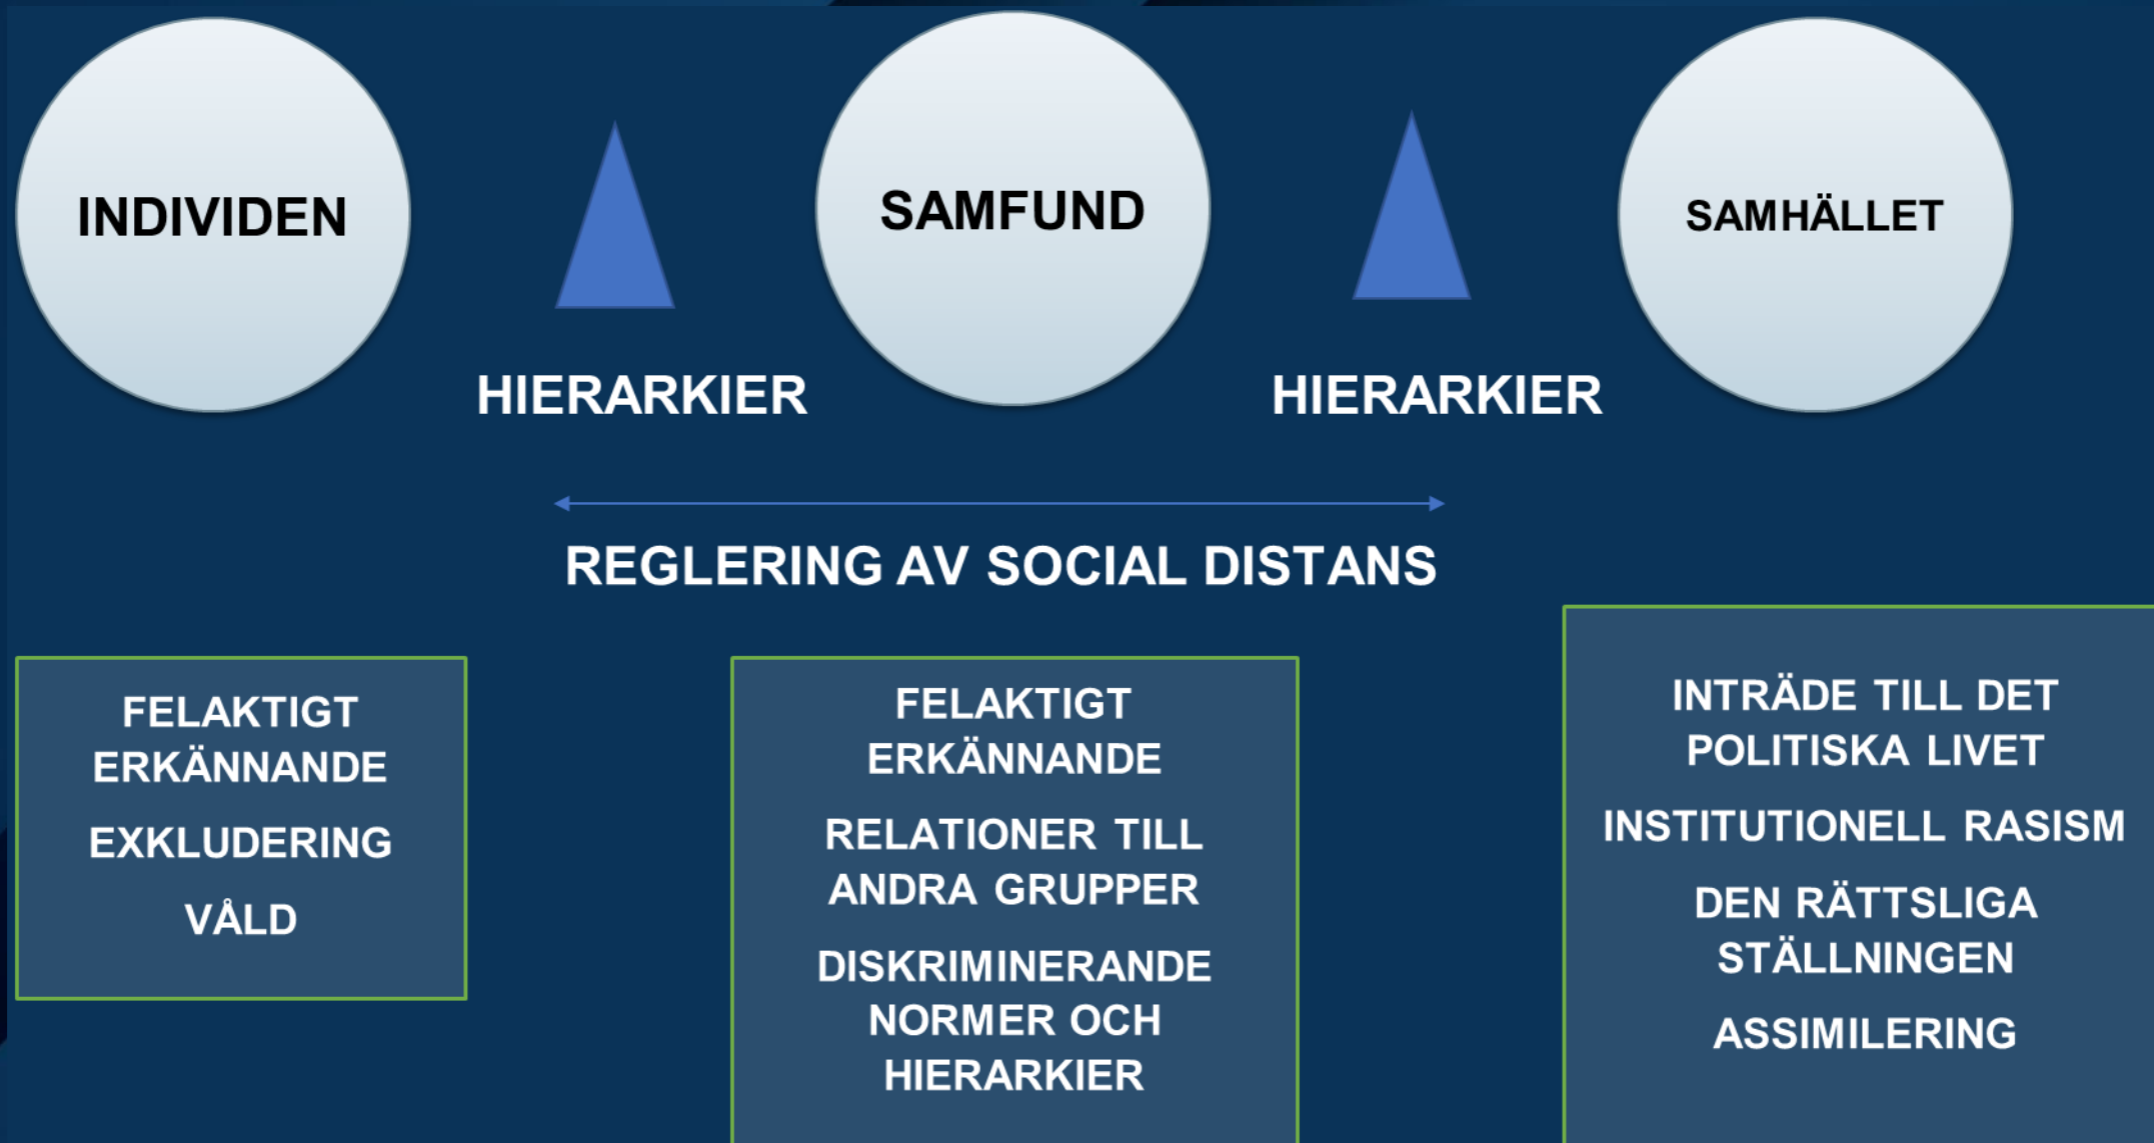 INDIVIDEN
SAMFUND
SAMHÄLLET
HIERARKIER
HIERARKIER
REGLERING AV SOCIAL DISTANS
FELAKTIGT
ERKÄNNANDE
EXKLUDERING
VÅLD
FELAKTIGT
ERKÄNNANDE
RELATIONER TILL
ANDRA GRUPPER
DISKRIMINERANDE
NORMER OCH
HIERARKIER
INTRÄDE TILL DET
POLITISKA LIVET
INSTITUTIONELL RASISM
DEN RÄTTSLIGA
STÄLLNINGEN
ASSIMILERING